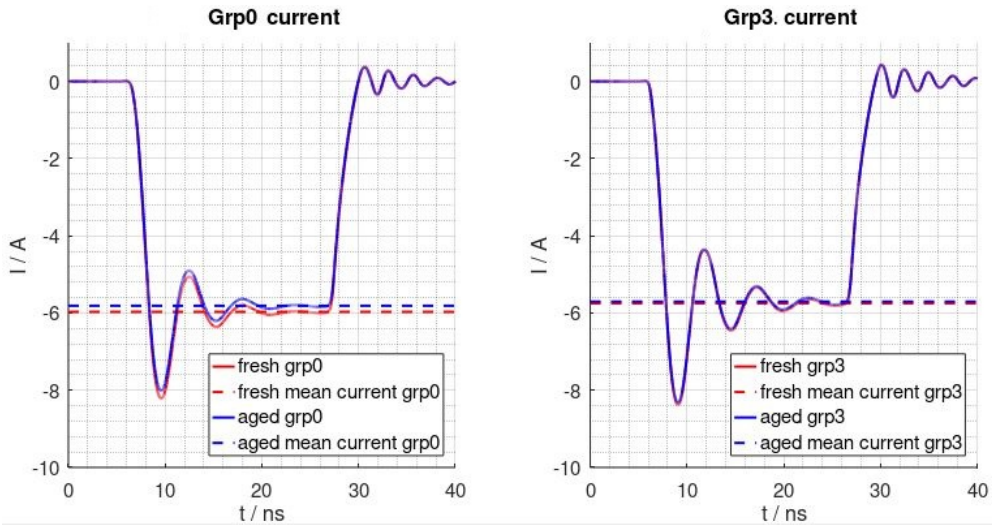 Grp0 current
0
-2
-4
-6
-8
-10
I / A
fresh grp0
fresh mean current grp0
aged grp0
aged mean current grp0
0
10
20
30
40
t / ns
Grp3. current
0
-2
-4
-6
-8
-10
I / A
fresh grp3
fresh mean current grp3
aged grp3
aged mean current grp3
0
10
20
30
40
t / ns